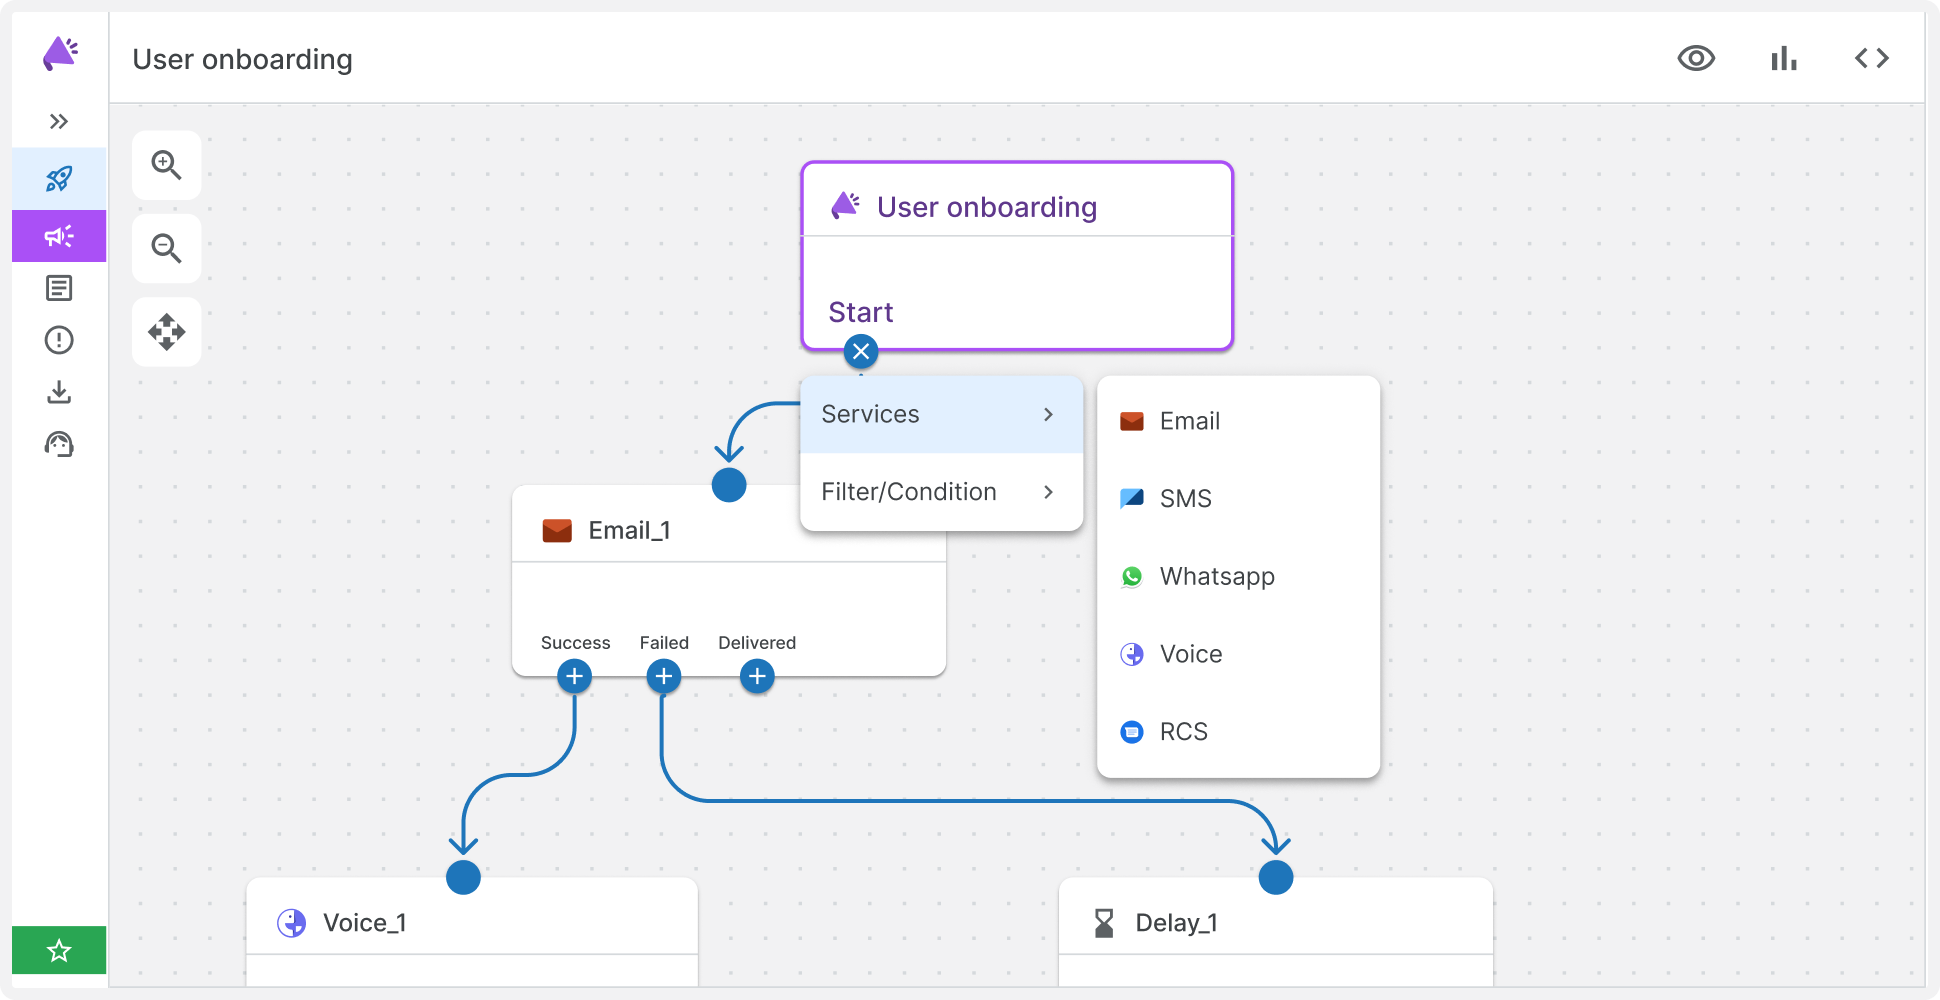 User onboarding
User onboarding
Start
Services
Filter/Condition
Email
SMS
Whatsapp
Voice
RCS
Email_1
Success Failed Delivered
Voice_1
Delay_1